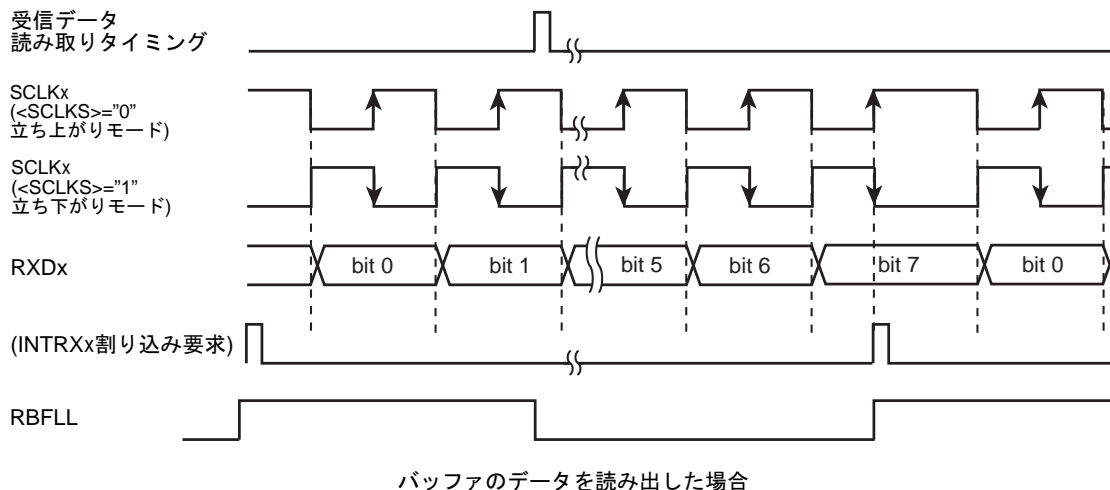 受信データ
読み取りタイミング
SCLKx
(<SCLKS>="0"
立ち上がりモード)
SCLKx
(<SCLKS>="1"
立ち下がりモード)
RXDx
bit 0
bit 1
bit 5
bit 6
bit 7
bit 0
(INTRXx割り込み要求)
RBFLL
バッファのデータを読み出した場合